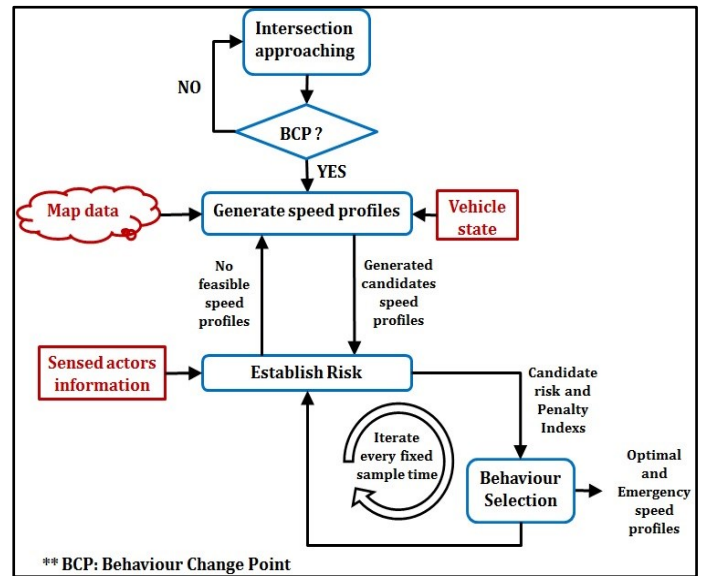 Intersection
approaching
NO
BCP ?
YES
Map data
Generate speed profiles
Vehicle
state
No
feasible
speed
profiles
Generated
candidates
speed
profiles
Sensed actors
information
Establish Risk
Candidate
risk and
Penalty
Indexs
Iterate
every fixed
sample time
Behaviour
Selection
Optimal
and
Emergency
speed
profiles
** BCP: Behaviour Change Point